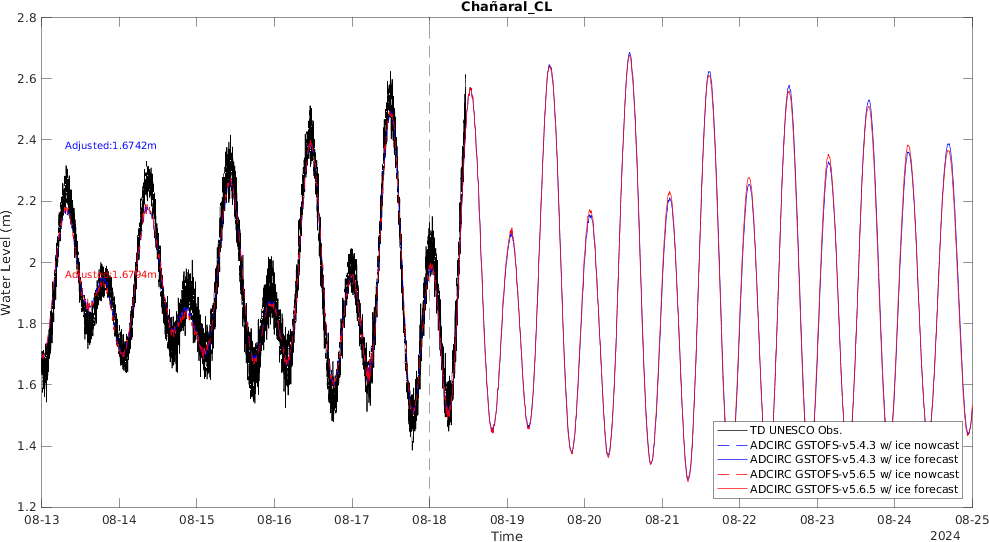 Chañaral_CL
2.8
2.6
2.4
2.2
2
1.8
1.6
1.4
1.2
Water Level (m)
Adjusted:1.6742m
Adjusted:1.6794m
TD UNESCO Obs.
ADCIRC GSTOFS-v5.4.3 w/ ice nowcast
ADCIRC GSTOFS-v5.4.3 w/ ice forecast
ADCIRC GSTOFS-v5.6.5 w/ ice nowcast
ADCIRC GSTOFS-v5.6.5 w/ ice forecast
08-13 08-14 08-15 08-16 08-17 08-18 08-19 08-20 08-21 08-22 08-23 08-24 08-25
Time
2024